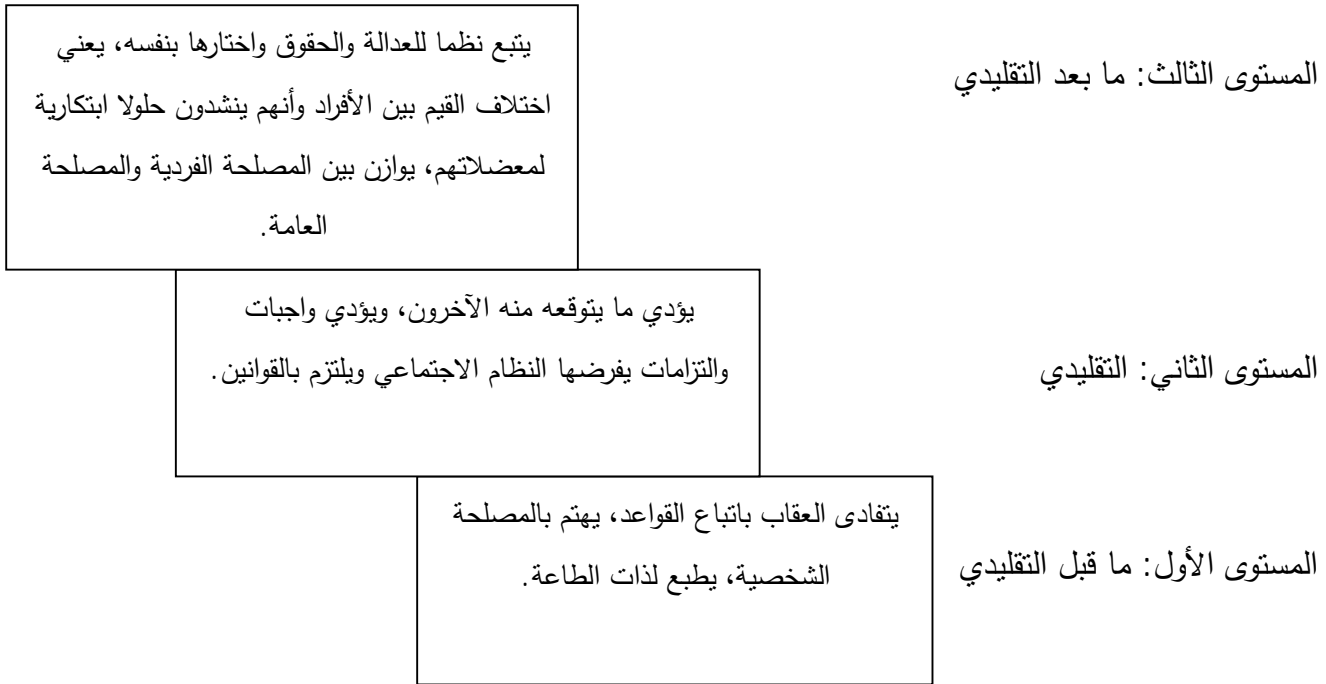 المستوى الثالث: ما بعد التقليدي
يتبع نظما للعدالة والحقوق واختارها بنفسه، يعني
اختلاف القيم بين الأفراد وأنهم ينشدون حلولا ابتكارية
لمعضلاتهم، يوازن بين المصلحة الفردية والمصلحة
العامة.
المستوى الثاني: التقليدي
يؤدي ما يتوقعه منه الآخرون، ويؤدي واجبات
والتزامات يفرضها النظام الاجتماعي ويلتزم بالقوانين.
المستوى الأول: ما قبل التقليدي
يتفادى العقاب باتباع القواعد، يهتم بالمصلحة
الشخصية، يطبع لذات الطاعة.